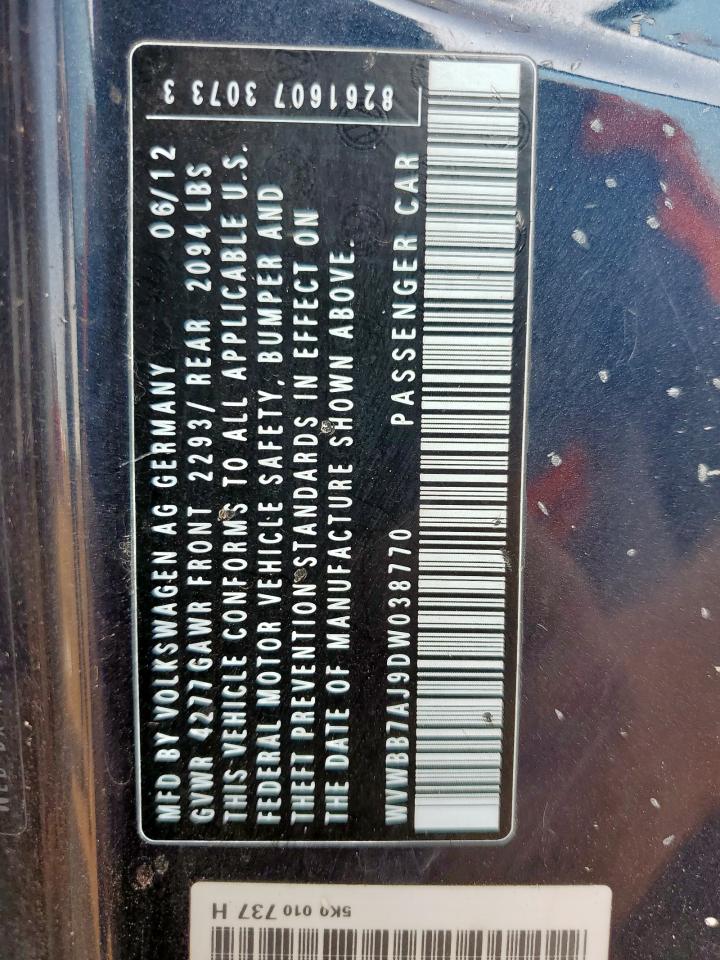 MFD BY VOLKSWAGEN AG GERMANY 06/12
GVWR 4277GAWR FRONT 2293/ REAR 2094 LBS
THIS VEHICLE CONFORMS TO ALL APPLICABLE U.S.
FEDERAL MOTOR VEHICLE SAFETY, BUMPER AND
THEFT PREVENTION STANDARDS IN EFFECT ON
THE DATE OF MANUFACTURE SHOWN ABOVE.
WVWBB7AJ9DW038770 PASSENGER CAR
8261607 3073 3
5K0 010 737 H